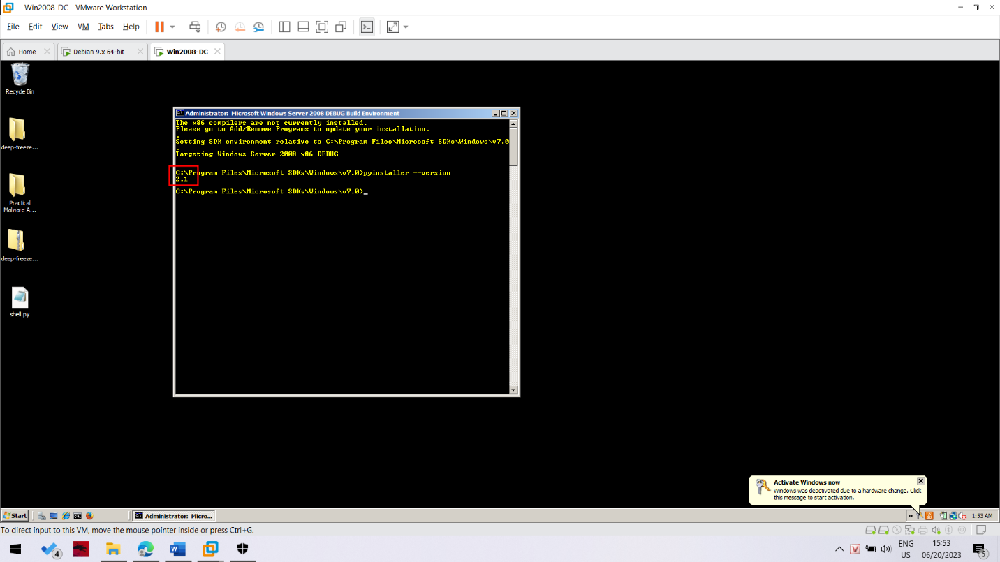 Win2008-DC - VMware Workstation
File Edit View VM Tabs Help
Home Debian 9.x 64-bit Win2008-DC
Recycle Bin
deep-freeze...
Practical
Malware A...
deep-freeze...
shell.py
Administrator: Microsoft Windows Server 2008 DEBUG Build Environment
The x86 compilers are not currently installed.
Please go to Add/Remove Programs to update your installation.
.
Setting SDK environment relative to C:\Program Files\Microsoft SDKs\Windows\v7.0
.
Targeting Windows Server 2008 x86 DEBUG
C:\Program Files\Microsoft SDKs\Windows\v7.0>pyinstaller --version
2.1
C:\Program Files\Microsoft SDKs\Windows\v7.0>_
Activate Windows now
Windows was deactivated due to a hardware change. Click
this message to start activation.
Start Administrator: Micro... « 1:53 AM
To direct input to this VM, move the mouse pointer inside or press Ctrl+G.
4
ENG
US
15:53
06/20/2023
5